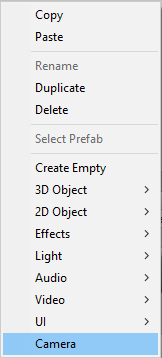 Copy
Paste
Rename
Duplicate
Delete
Select Prefab
Create Empty
3D Object
2D Object
Effects
Light
Audio
Video
UI
Camera